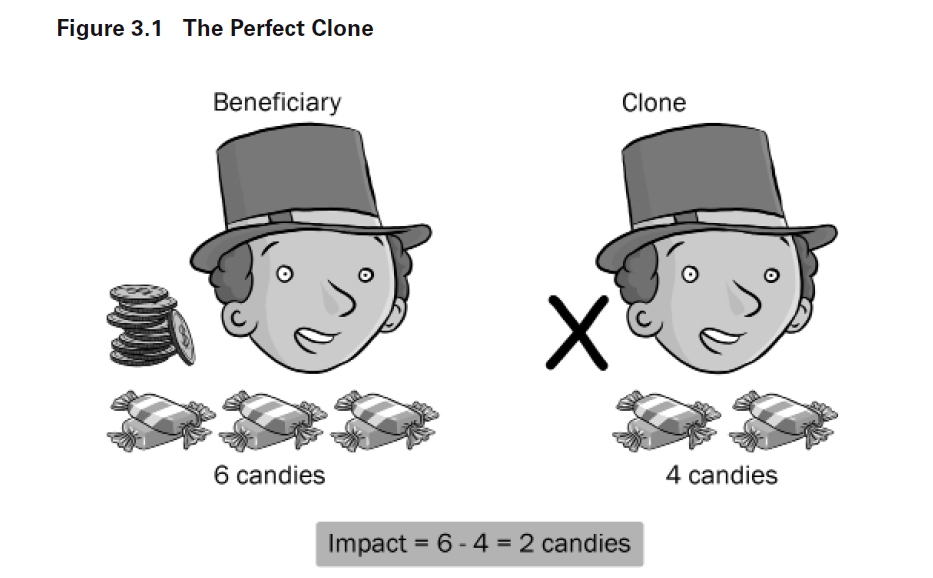 Figure 3.1 The Perfect Clone
Beneficiary
Clone
6 candies
4 candies
Impact = 6 - 4 = 2 candies